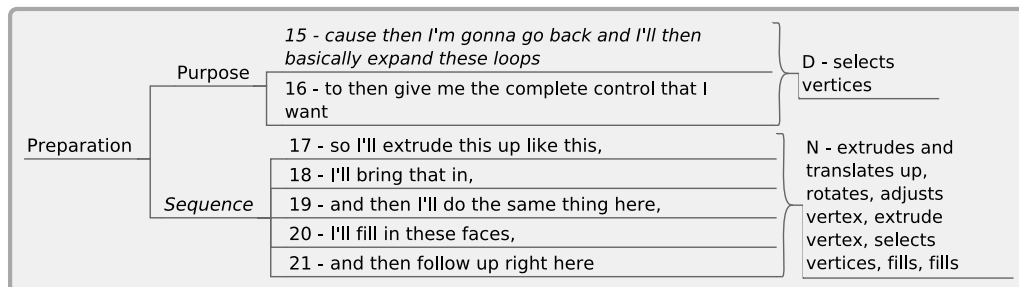 15 - cause then I'm gonna go back and I'll then
basically expand these loops
Purpose
16 - to then give me the complete control that I
want
D - selects
vertices
Preparation
17 - so I'll extrude this up like this,
18 - I'll bring that in,
Sequence
19 - and then I'll do the same thing here,
20 - I'll fill in these faces,
21 - and then follow up right here
N - extrudes and
translates up,
rotates, adjusts
vertex, extrude
vertex, selects
vertices, fills, fills